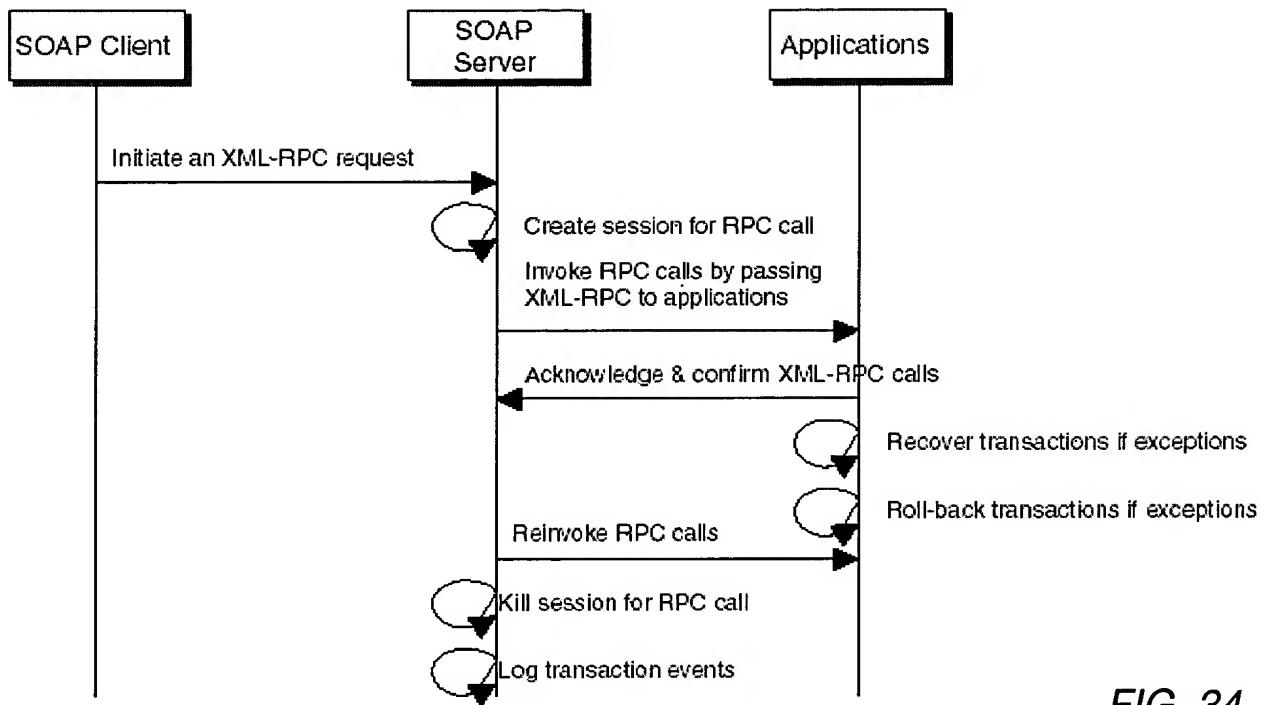 SOAP Client
SOAP
Server
Applications
Initiate an XML-RPC request
Create session for RPC call
Invoke RPC calls by passing
XML-RPC to applications
Acknowledge & confirm XML-RPC calls
Recover transactions if exceptions
Roll-back transactions if exceptions
Reinvoke RPC calls
Kill session for RPC call
Log transaction events
FIG. 34